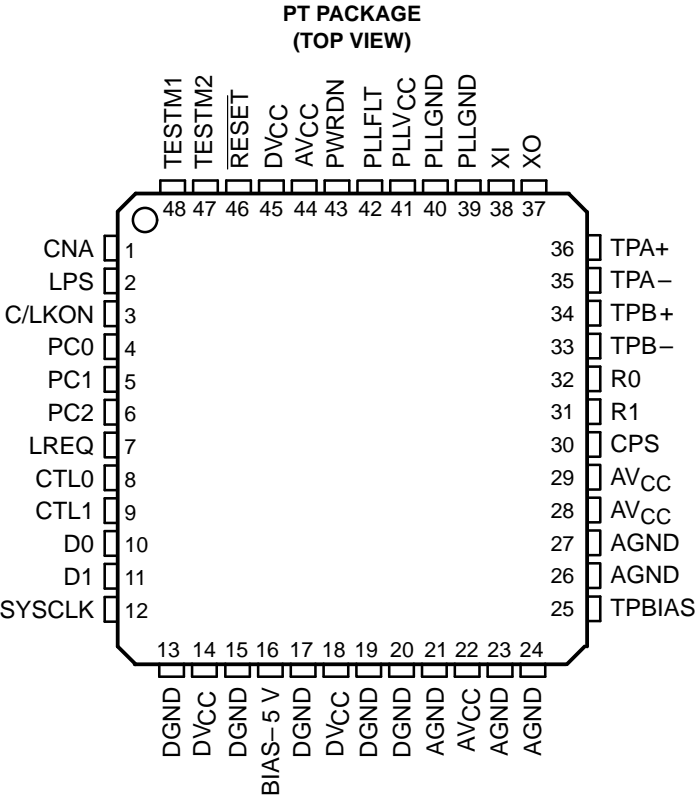 PT PACKAGE
(TOP VIEW)
TESTM1
TESTM2
RESET
DVCC
AVCC
PWRDN
PLLFLT
PLLVCC
PLLGND
PLLGND
XI
XO
48 47 46 45 44 43 42 41 40 39 38 37
CNA 1
LPS 2
C/LKON 3
PC0 4
PC1 5
PC2 6
LREQ 7
CTL0 8
CTL1 9
D0 10
D1 11
SYSCLK 12
36 TPA+
35 TPA–
34 TPB+
33 TPB–
32 R0
31 R1
30 CPS
29 AVCC
28 AVCC
27 AGND
26 AGND
25 TPBIAS
13 14 15 16 17 18 19 20 21 22 23 24
DGND
DVCC
DGND
BIAS– 5 V
DGND
DVCC
DGND
DGND
AGND
AVCC
AGND
AGND